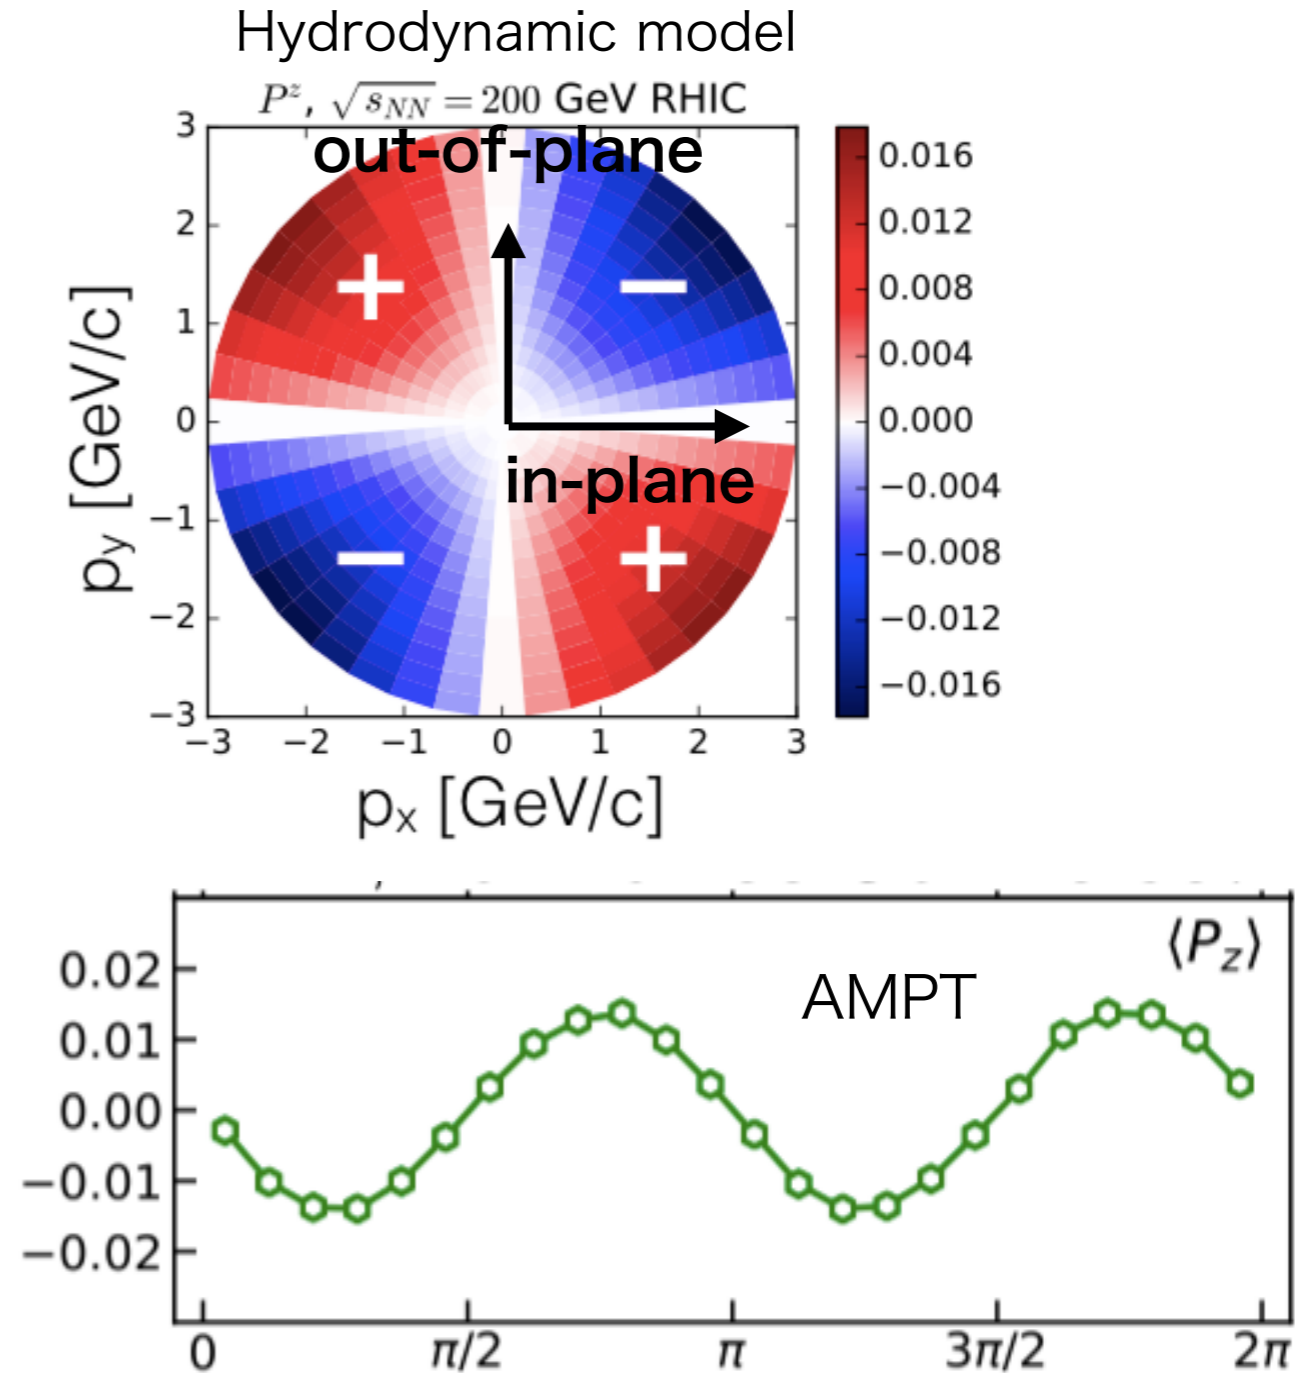 Hydrodynamic model
P^z, √s_NN = 200 GeV RHIC
out-of-plane
in-plane
+ −
− +
3
2
1
0
−1
−2
−3
p_y [GeV/c]
−3 −2 −1 0 1 2 3
p_x [GeV/c]
0.016
0.012
0.008
0.004
0.000
−0.004
−0.008
−0.012
−0.016
⟨P_z⟩
AMPT
0.02
0.01
0.00
−0.01
−0.02
0 π/2 π 3π/2 2π